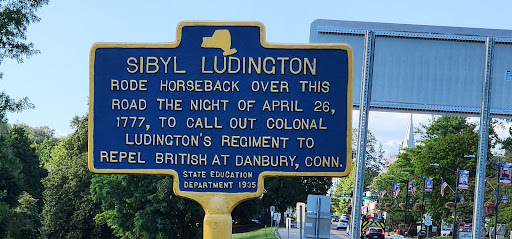 SIBYL LUDINGTON
RODE HORSEBACK OVER THIS
ROAD THE NIGHT OF APRIL 26,
1777, TO CALL OUT COLONAL
LUDINGTON'S REGIMENT TO
REPEL BRITISH AT DANBURY, CONN.
STATE EDUCATION
DEPARTMENT 1935